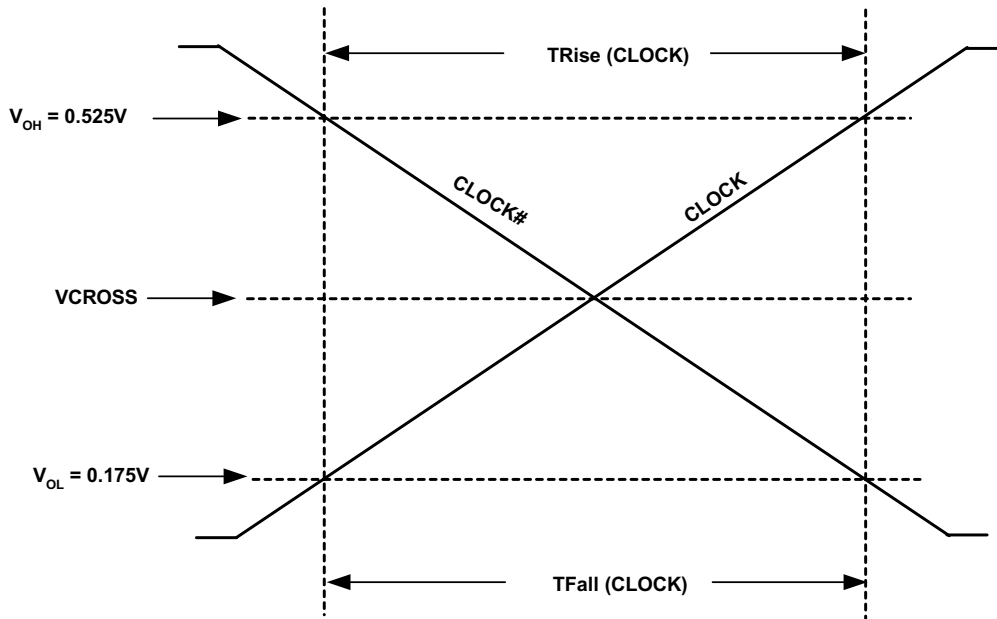 TRise (CLOCK)
VOH = 0.525V
CLOCK#
CLOCK
VCROSS
VOL = 0.175V
TFall (CLOCK)